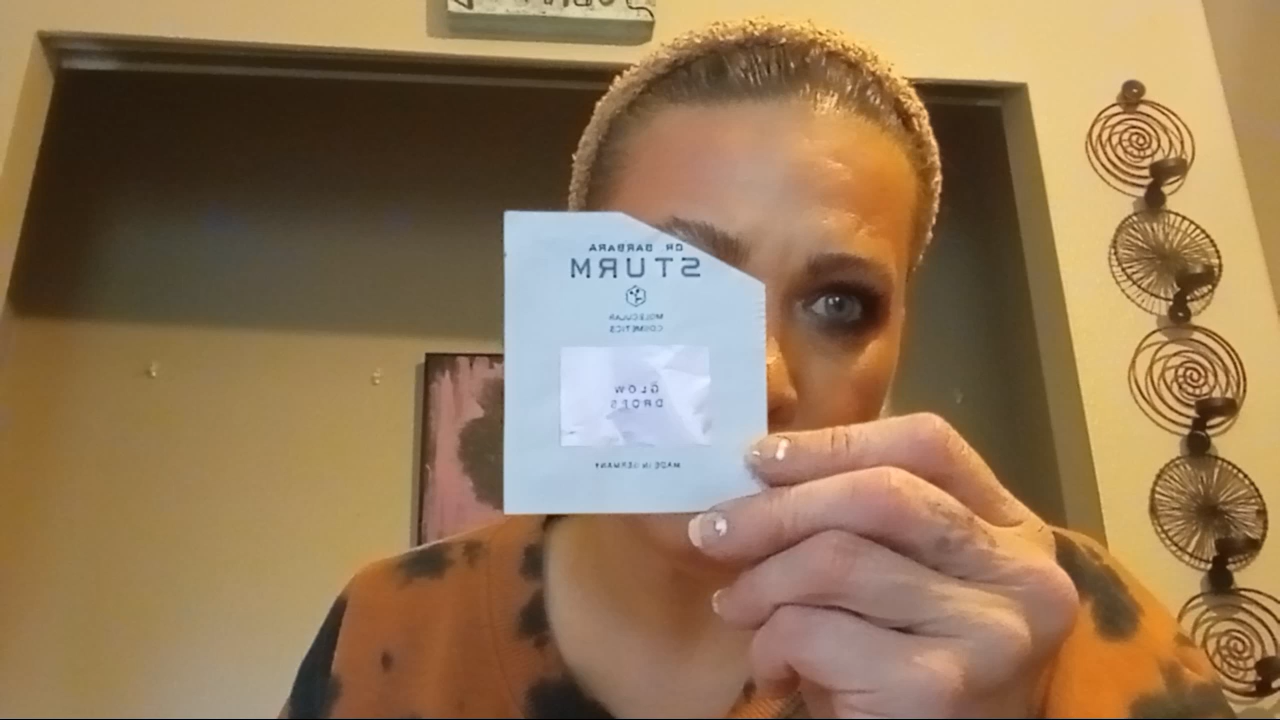 DR. BARBARA
STURM
MOLECULAR
COSMETICS
GLOW
DROPS
MADE IN GERMANY